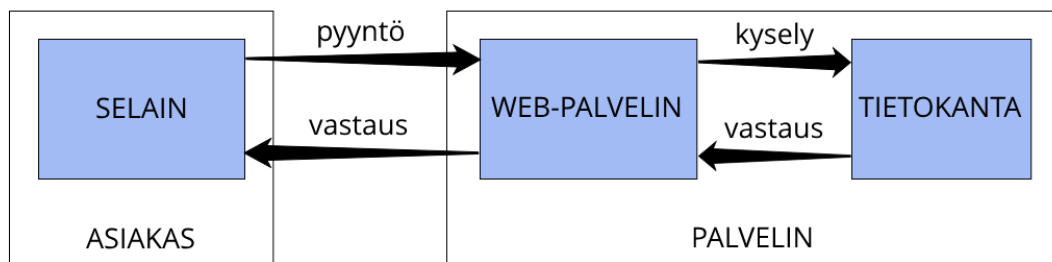 pyyntö
kysely
SELAIN
WEB-PALVELIN
TIETOKANTA
vastaus
vastaus
ASIAKAS
PALVELIN